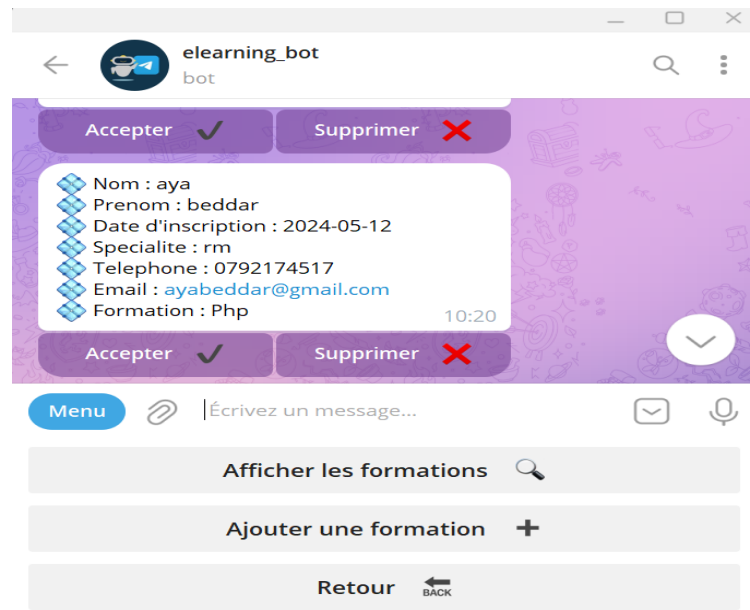 elearning_bot
bot
Accepter ✔ Supprimer ❌
Nom : aya
Prenom : beddar
Date d'inscription : 2024-05-12
Specialite : rm
Telephone : 0792174517
Email : ayabeddar@gmail.com
Formation : Php
10:20
Accepter ✔ Supprimer ❌
Menu Écrivez un message...
Afficher les formations
Ajouter une formation
Retour BACK